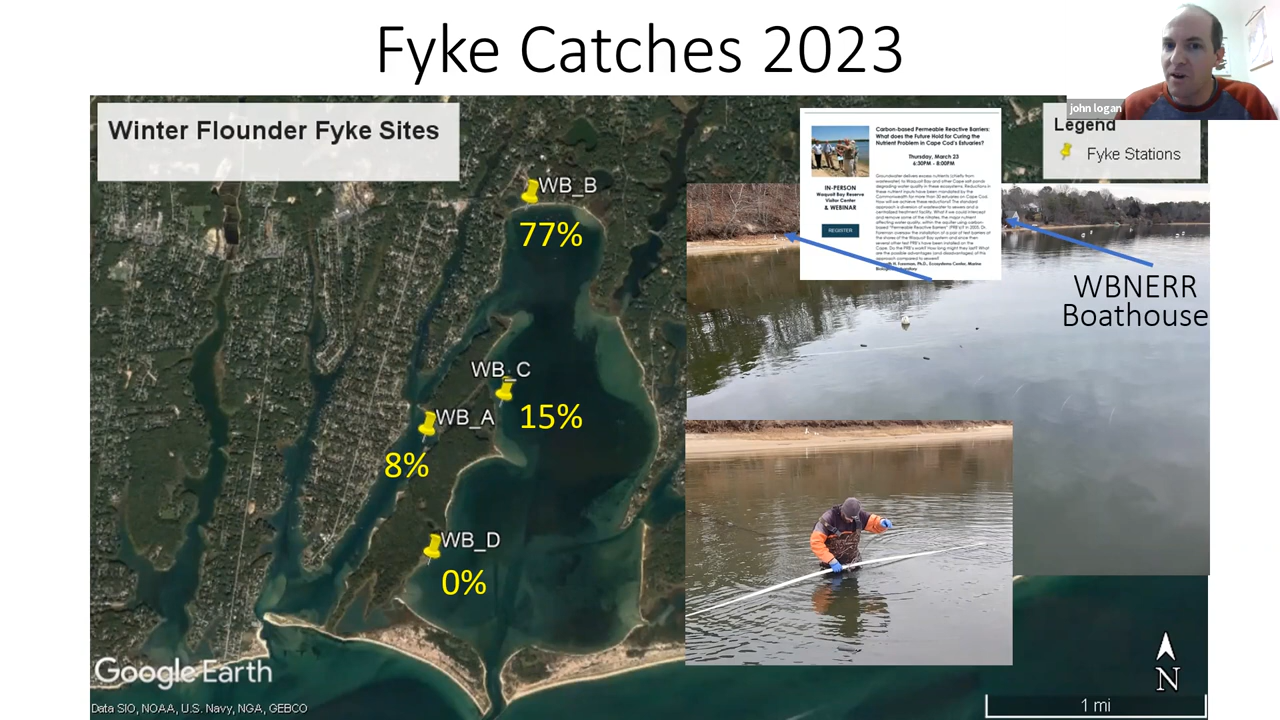 Fyke Catches 2023
john logan
Winter Flounder Fyke Sites
Legend
Fyke Stations
Carbon-based Permeable Reactive Barriers:
What does the Future Hold for Curing the
Nutrient Problem in Cape Cod's Estuaries?
Thursday, March 23
6:30PM - 8:00PM
IN-PERSON
Waquoit Bay Reserve
Visitor Center
& WEBINAR
REGISTER
WB_B
77%
WBNERR
Boathouse
WB_C
15%
WB_A
8%
WB_D
0%
Google Earth
Data SIO, NOAA, U.S. Navy, NGA, GEBCO
N
1 mi